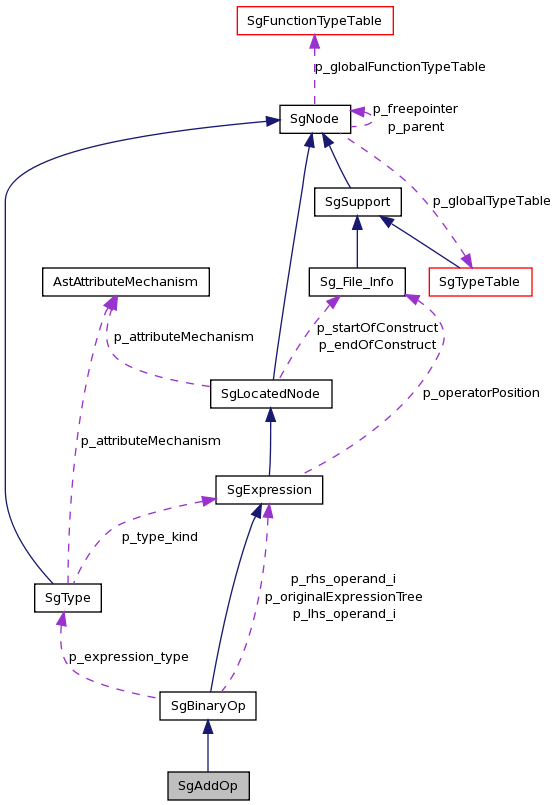 SgFunctionTypeTable
p_globalFunctionTypeTable
SgNode
p_freepointer
p_parent
SgSupport
p_globalTypeTable
AstAttributeMechanism
Sg_File_Info
SgTypeTable
p_attributeMechanism
p_startOfConstruct
p_endOfConstruct
SgLocatedNode
p_operatorPosition
p_attributeMechanism
SgExpression
p_type_kind
p_rhs_operand_i
p_originalExpressionTree
p_lhs_operand_i
SgType
p_expression_type
SgBinaryOp
SgAddOp